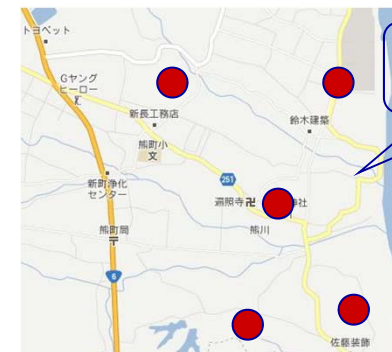 トヨペット
Gヤング
ヒーロー
新長工務店
鈴木建築
熊町小
文
251
新町浄化
センター
遍照寺卍
神社
熊町局
熊川
6
佐藤装飾